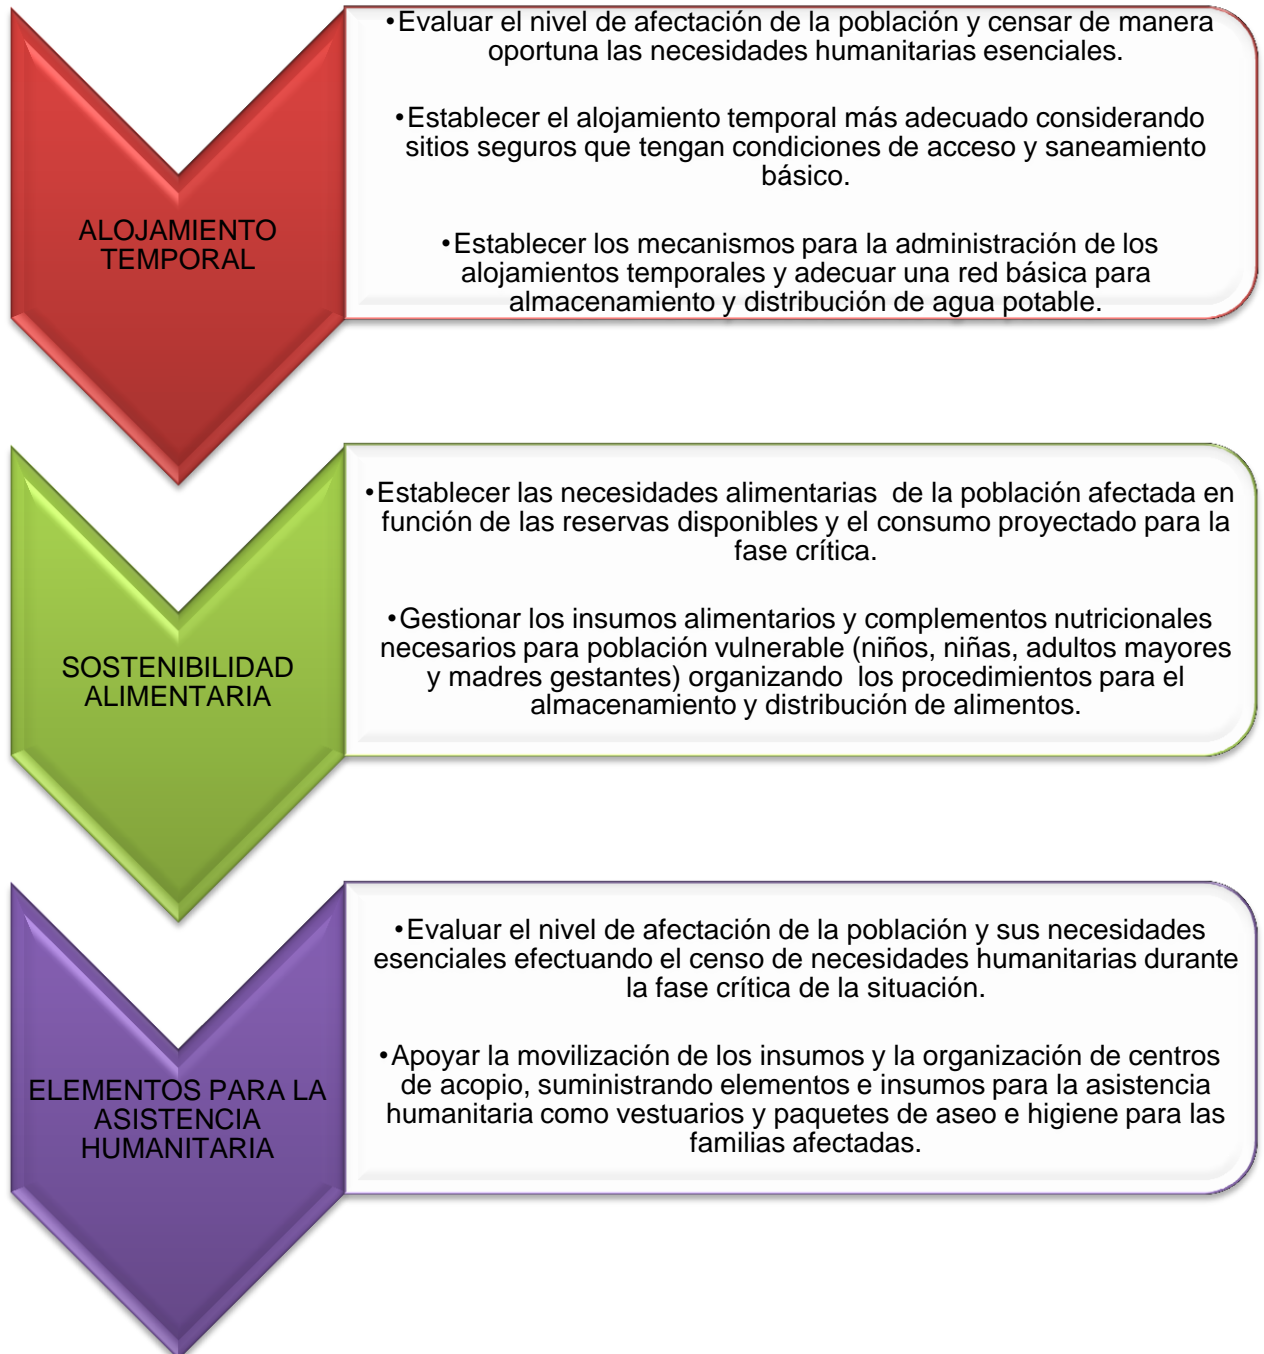 ALOJAMIENTO
TEMPORAL
•Evaluar el nivel de afectación de la población y censar de manera
oportuna las necesidades humanitarias esenciales.
•Establecer el alojamiento temporal más adecuado considerando
sitios seguros que tengan condiciones de acceso y saneamiento
básico.
•Establecer los mecanismos para la administración de los
alojamientos temporales y adecuar una red básica para
almacenamiento y distribución de agua potable.
SOSTENIBILIDAD
ALIMENTARIA
•Establecer las necesidades alimentarias  de la población afectada en
función de las reservas disponibles y el consumo proyectado para la
fase crítica.
•Gestionar los insumos alimentarios y complementos nutricionales
necesarios para población vulnerable (niños, niñas, adultos mayores
y madres gestantes) organizando  los procedimientos para el
almacenamiento y distribución de alimentos.
ELEMENTOS PARA LA
ASISTENCIA
HUMANITARIA
•Evaluar el nivel de afectación de la población y sus necesidades
esenciales efectuando el censo de necesidades humanitarias durante
la fase crítica de la situación.
•Apoyar la movilización de los insumos y la organización de centros
de acopio, suministrando elementos e insumos para la asistencia
humanitaria como vestuarios y paquetes de aseo e higiene para las
familias afectadas.